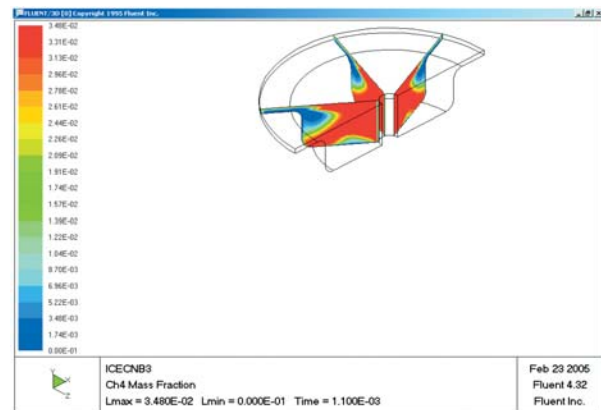 FLUENT/3D [0] Copyright 1995 Fluent Inc.
3.48E-02
3.31E-02
3.13E-02
2.96E-02
2.78E-02
2.61E-02
2.44E-02
2.26E-02
2.09E-02
1.91E-02
1.74E-02
1.57E-02
1.39E-02
1.22E-02
1.04E-02
8.70E-03
6.96E-03
5.22E-03
3.48E-03
1.74E-03
0.00E-01
Y
X
Z
ICECNB3
Ch4 Mass Fraction
Lmax = 3.480E-02 Lmin = 0.000E-01 Time = 1.100E-03
Feb 23 2005
Fluent 4.32
Fluent Inc.